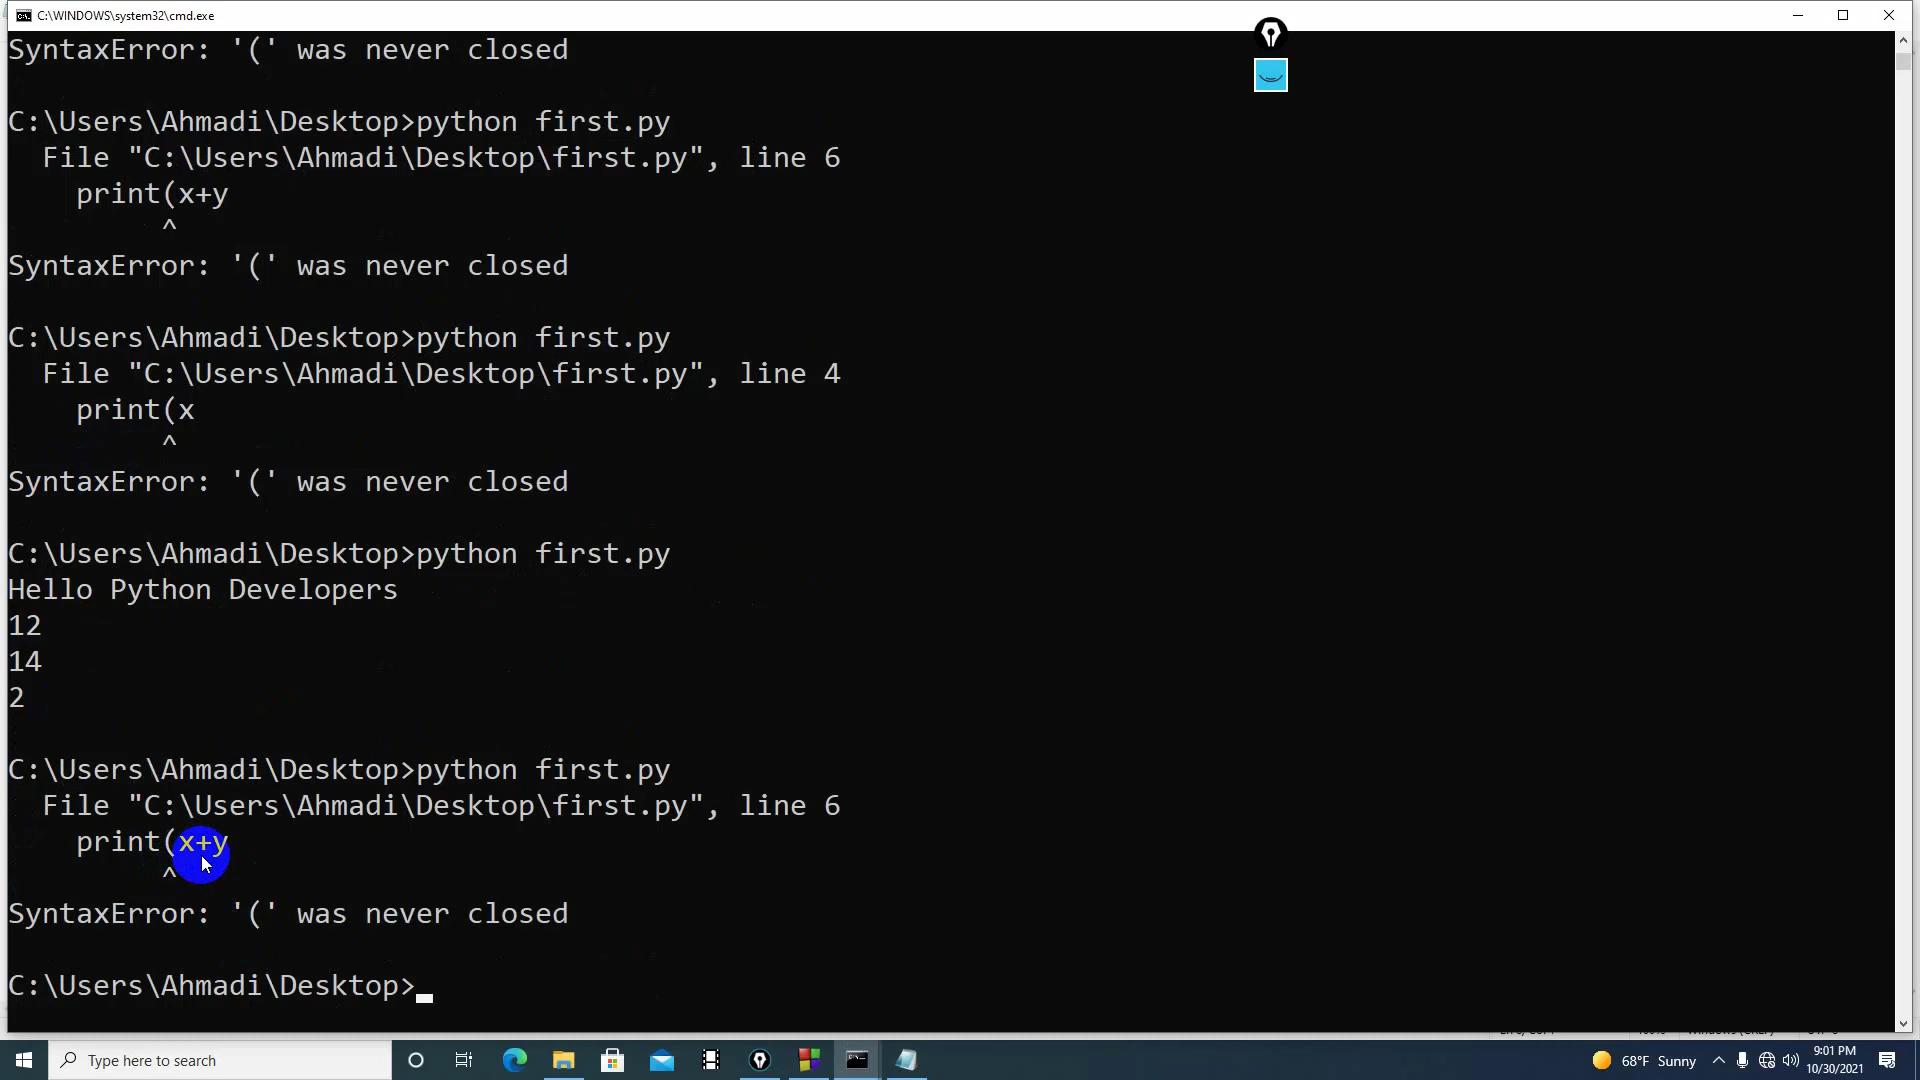 C:\WINDOWS\system32\cmd.exe
SyntaxError: '(' was never closed
C:\Users\Ahmadi\Desktop>python first.py
File "C:\Users\Ahmadi\Desktop\first.py", line 6
print(x+y
^
SyntaxError: '(' was never closed
C:\Users\Ahmadi\Desktop>python first.py
File "C:\Users\Ahmadi\Desktop\first.py", line 4
print(x
^
SyntaxError: '(' was never closed
C:\Users\Ahmadi\Desktop>python first.py
Hello Python Developers
12
14
2
C:\Users\Ahmadi\Desktop>python first.py
File "C:\Users\Ahmadi\Desktop\first.py", line 6
print(x+y
^
SyntaxError: '(' was never closed
C:\Users\Ahmadi\Desktop>
Type here to search
68°F Sunny
9:01 PM
10/30/2021